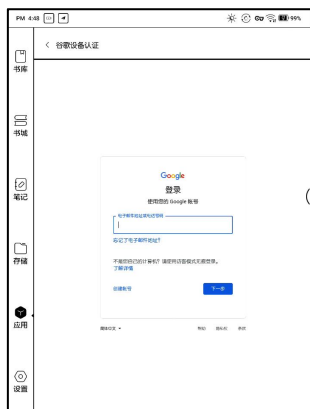 PM 4:48
99%
谷歌设备认证
书库
书城
笔记
存储
应用
设置
Google
登录
使用您的 Google 账号
电子邮件地址或电话号码
忘记了电子邮件地址?
不是您自己的计算机?请使用访客模式无痕登录。
了解详情
创建账号
下一步
简体中文
帮助
隐私权
条款